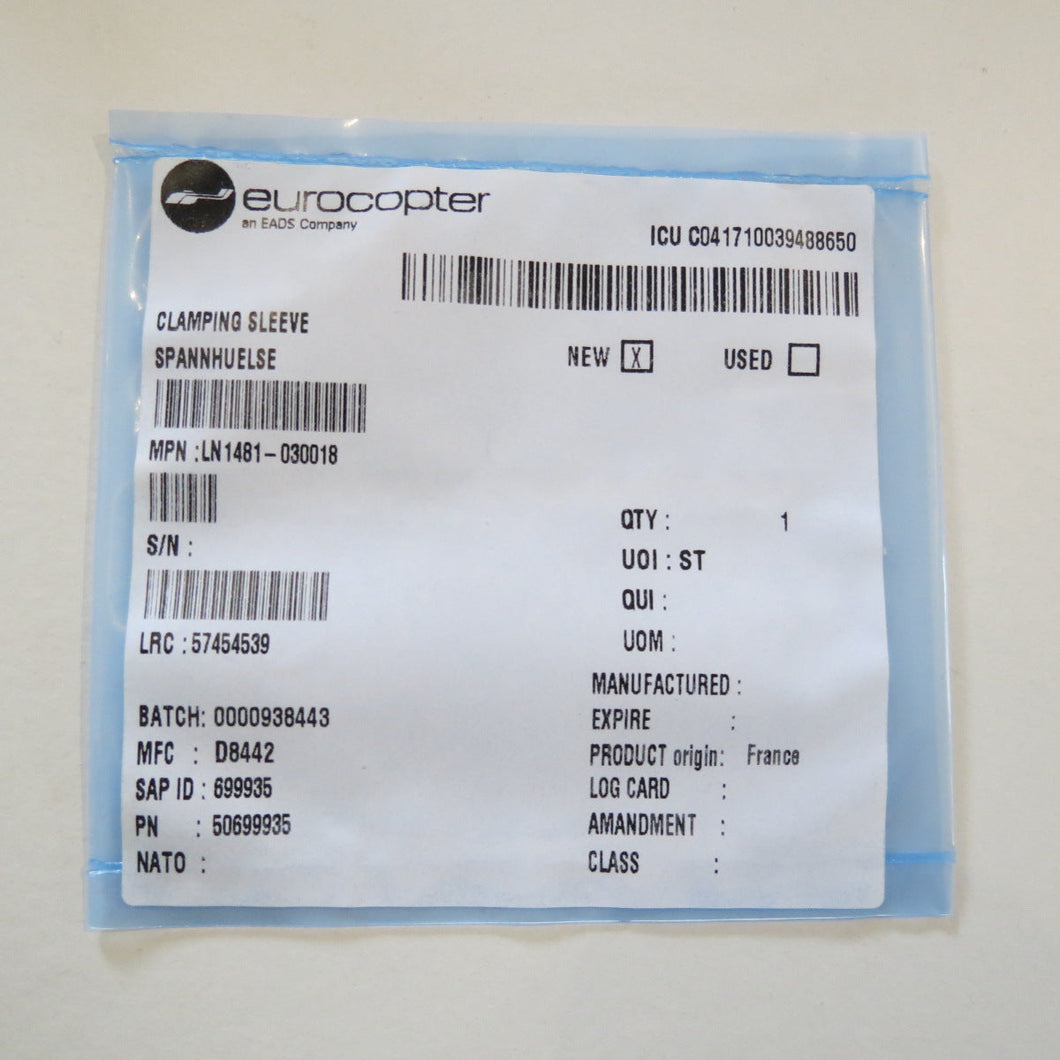 eurocopter
an EADS Company
ICU C041710039488650
CLAMPING SLEEVE
SPANNHUELSE
NEW X USED
MPN :LN1481-030018
S/N :
LRC :57454539
QTY : 1
UOI : ST
QUI :
UOM :
BATCH: 0000938443
MFC : D8442
SAP ID : 699935
PN : 50699935
NATO :
MANUFACTURED :
EXPIRE :
PRODUCT origin: France
LOG CARD :
AMANDMENT :
CLASS :